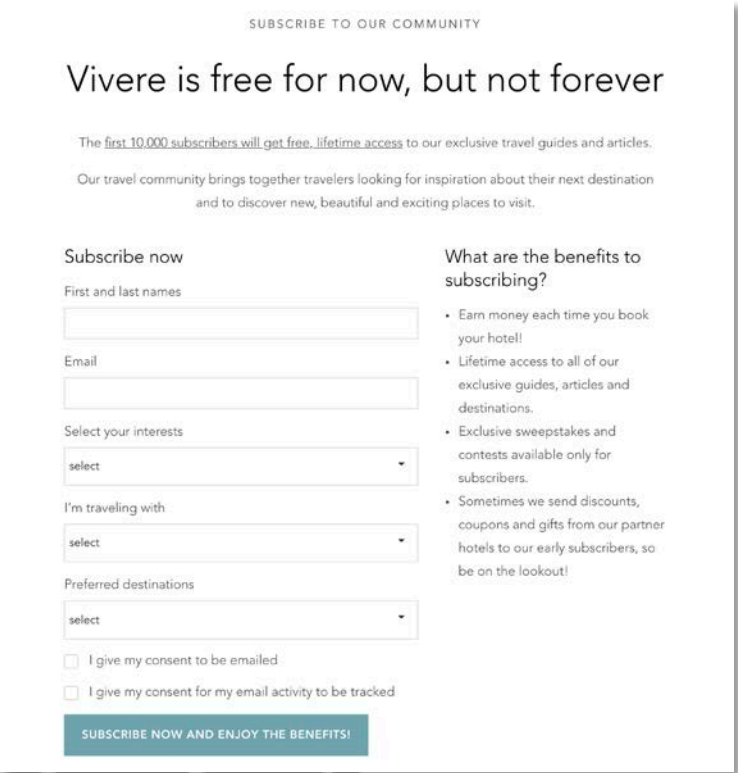 SUBSCRIBE TO OUR COMMUNITY
Vivere is free for now, but not forever
The first 10.000 subscribers will get free, lifetime access to our exclusive travel guides and articles.
Our travel community brings together travelers looking for inspiration about their next destination
and to discover new, beautiful and exciting places to visit.
Subscribe now
First and last names
Email
Select your interests
select
I'm traveling with
select
Preferred destinations
select
I give my consent to be emailed
I give my consent for my email activity to be tracked
SUBSCRIBE NOW AND ENJOY THE BENEFITS!
What are the benefits to
subscribing?
• Earn money each time you book
your hotel!
• Lifetime access to all of our
exclusive guides, articles and
destinations.
• Exclusive sweepstakes and
contests available only for
subscribers.
• Sometimes we send discounts,
coupons and gifts from our partner
hotels to our early subscribers, so
be on the lookout!